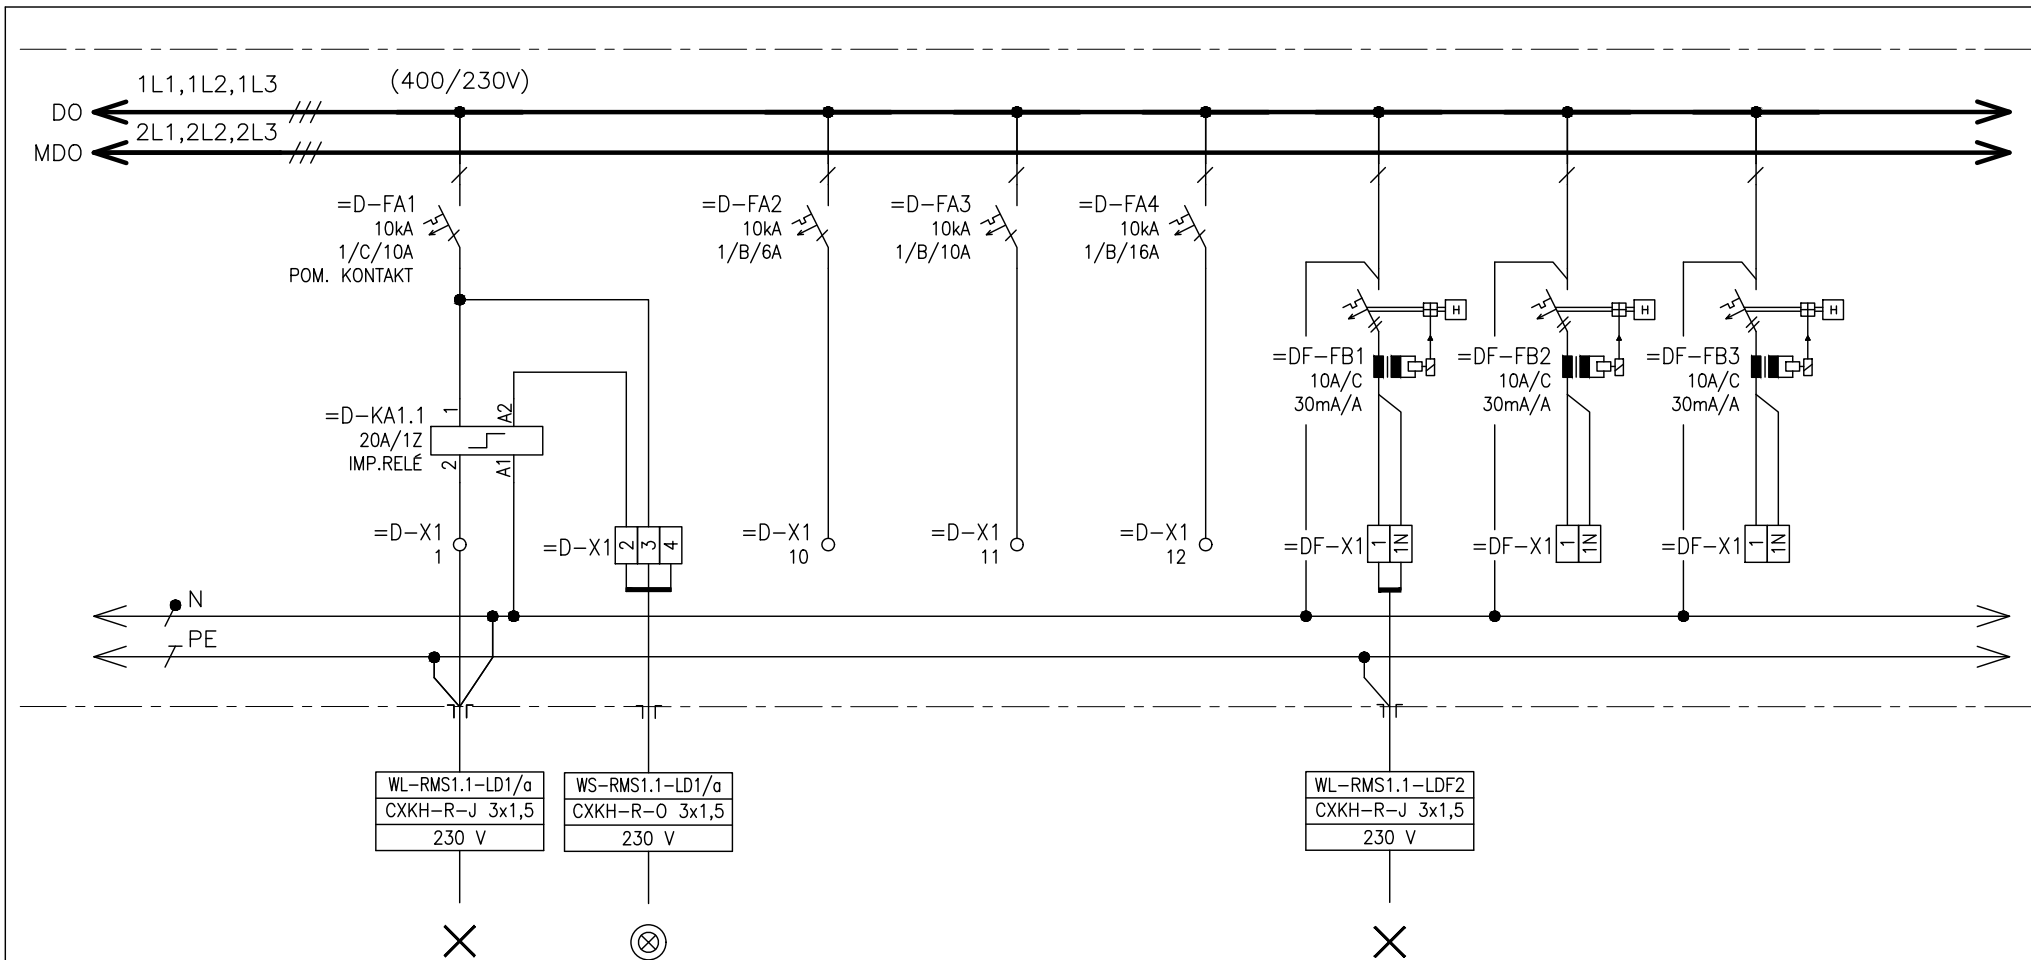 1L1,1L2,1L3
(400/230V)
DO
2L1,2L2,2L3
MDO
=D-FA1
10kA
1/C/10A
POM. KONTAKT
=D-FA2
10kA
1/B/6A
=D-FA3
10kA
1/B/10A
=D-FA4
10kA
1/B/16A
H
H
H
=DF-FB1
10A/C
30mA/A
=DF-FB2
10A/C
30mA/A
=DF-FB3
10A/C
30mA/A
=D-KA1.1
20A/1Z
IMP.RELÉ
1
A2
2
A1
=D-X1
1
=D-X1
2
3
4
=D-X1
10
=D-X1
11
=D-X1
12
=DF-X1
1
1N
=DF-X1
1
1N
=DF-X1
1
1N
N
PE
WL-RMS1.1-LD1/a
CXKH-R-J 3x1,5
230 V
WS-RMS1.1-LD1/a
CXKH-R-O 3x1,5
230 V
WL-RMS1.1-LDF2
CXKH-R-J 3x1,5
230 V